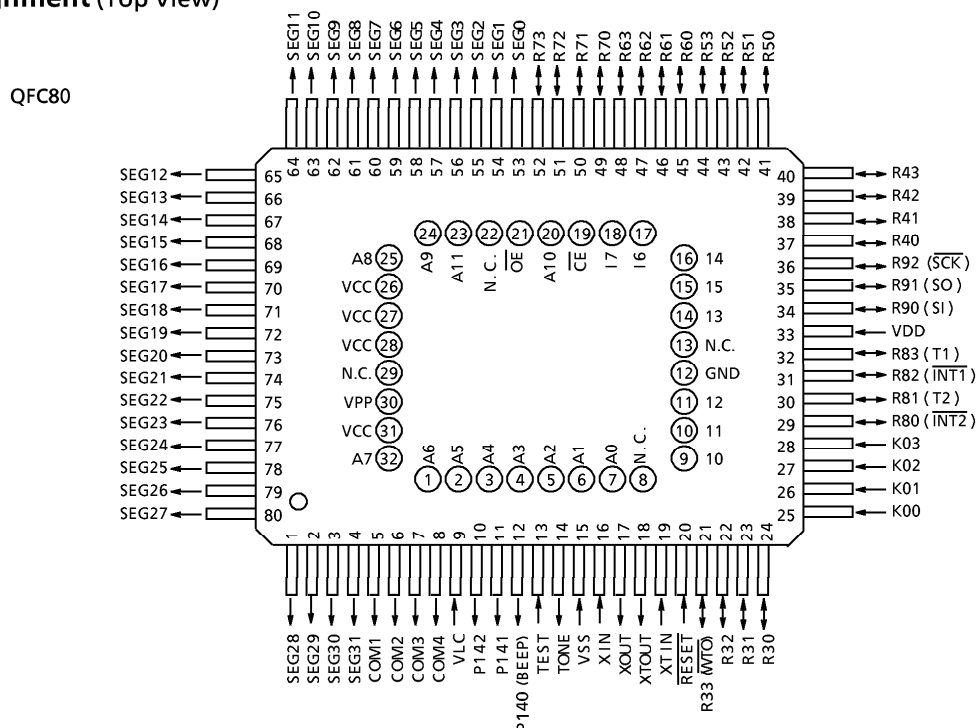 gnment (Top View)
QFC80
SEG11 SEG10 SEG9 SEG8 SEG7 SEG6 SEG5 SEG4 SEG3 SEG2 SEG1 SEG0 R73 R72 R71 R70 R63 R62 R61 R60 R53 R52 R51 R50
64 63 62 61 60 59 58 57 56 55 54 53 52 51 50 49 48 47 46 45 44 43 42 41
SEG12 65
SEG13 66
SEG14 67
SEG15 68
SEG16 69
SEG17 70
SEG18 71
SEG19 72
SEG20 73
SEG21 74
SEG22 75
SEG23 76
SEG24 77
SEG25 78
SEG26 79
SEG27 80
24 23 22 21 20 19 18 17
A9 A11 N.C. OE A10 CE I7 I6
A8 25
VCC 26
VCC 27
VCC 28
N.C. 29
VPP 30
VCC 31
A7 32
16 14
15 15
14 13
13 N.C.
12 GND
11 12
10 11
9 10
A6 A5 A4 A3 A2 A1 A0 N.C.
1 2 3 4 5 6 7 8
40 R43
39 R42
38 R41
37 R40
36 R92 (SCK)
35 R91 (SO)
34 R90 (SI)
33 VDD
32 R83 (T1)
31 R82 (INT1)
30 R81 (T2)
29 R80 (INT2)
28 K03
27 K02
26 K01
25 K00
1 2 3 4 5 6 7 8 9 10 11 12 13 14 15 16 17 18 19 20 21 22 23 24
SEG28 SEG29 SEG30 SEG31 COM1 COM2 COM3 COM4 VLC P142 P141 P140 (BEEP) TEST TONE VSS XIN XOUT XTOUT XTIN RESET R33 (WTO) R32 R31 R30